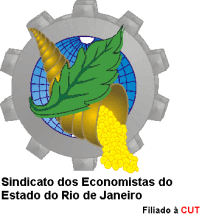 Sindicato dos Economistas do
Estado do Rio de Janeiro
Filiado à CUT